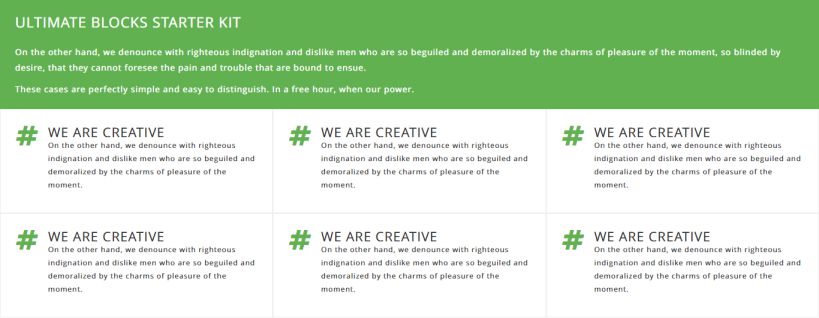 ULTIMATE BLOCKS STARTER KIT
On the other hand, we denounce with righteous indignation and dislike men who are so beguiled and demoralized by the charms of pleasure of the moment, so blinded by
desire, that they cannot foresee the pain and trouble that are bound to ensue.
These cases are perfectly simple and easy to distinguish. In a free hour, when our power.
# WE ARE CREATIVE
On the other hand, we denounce with righteous
indignation and dislike men who are so beguiled and
demoralized by the charms of pleasure of the
moment.
# WE ARE CREATIVE
On the other hand, we denounce with righteous
indignation and dislike men who are so beguiled and
demoralized by the charms of pleasure of the
moment.
# WE ARE CREATIVE
On the other hand, we denounce with righteous
indignation and dislike men who are so beguiled and
demoralized by the charms of pleasure of the
moment.
# WE ARE CREATIVE
On the other hand, we denounce with righteous
indignation and dislike men who are so beguiled and
demoralized by the charms of pleasure of the
moment.
# WE ARE CREATIVE
On the other hand, we denounce with righteous
indignation and dislike men who are so beguiled and
demoralized by the charms of pleasure of the
moment.
# WE ARE CREATIVE
On the other hand, we denounce with righteous
indignation and dislike men who are so beguiled and
demoralized by the charms of pleasure of the
moment.